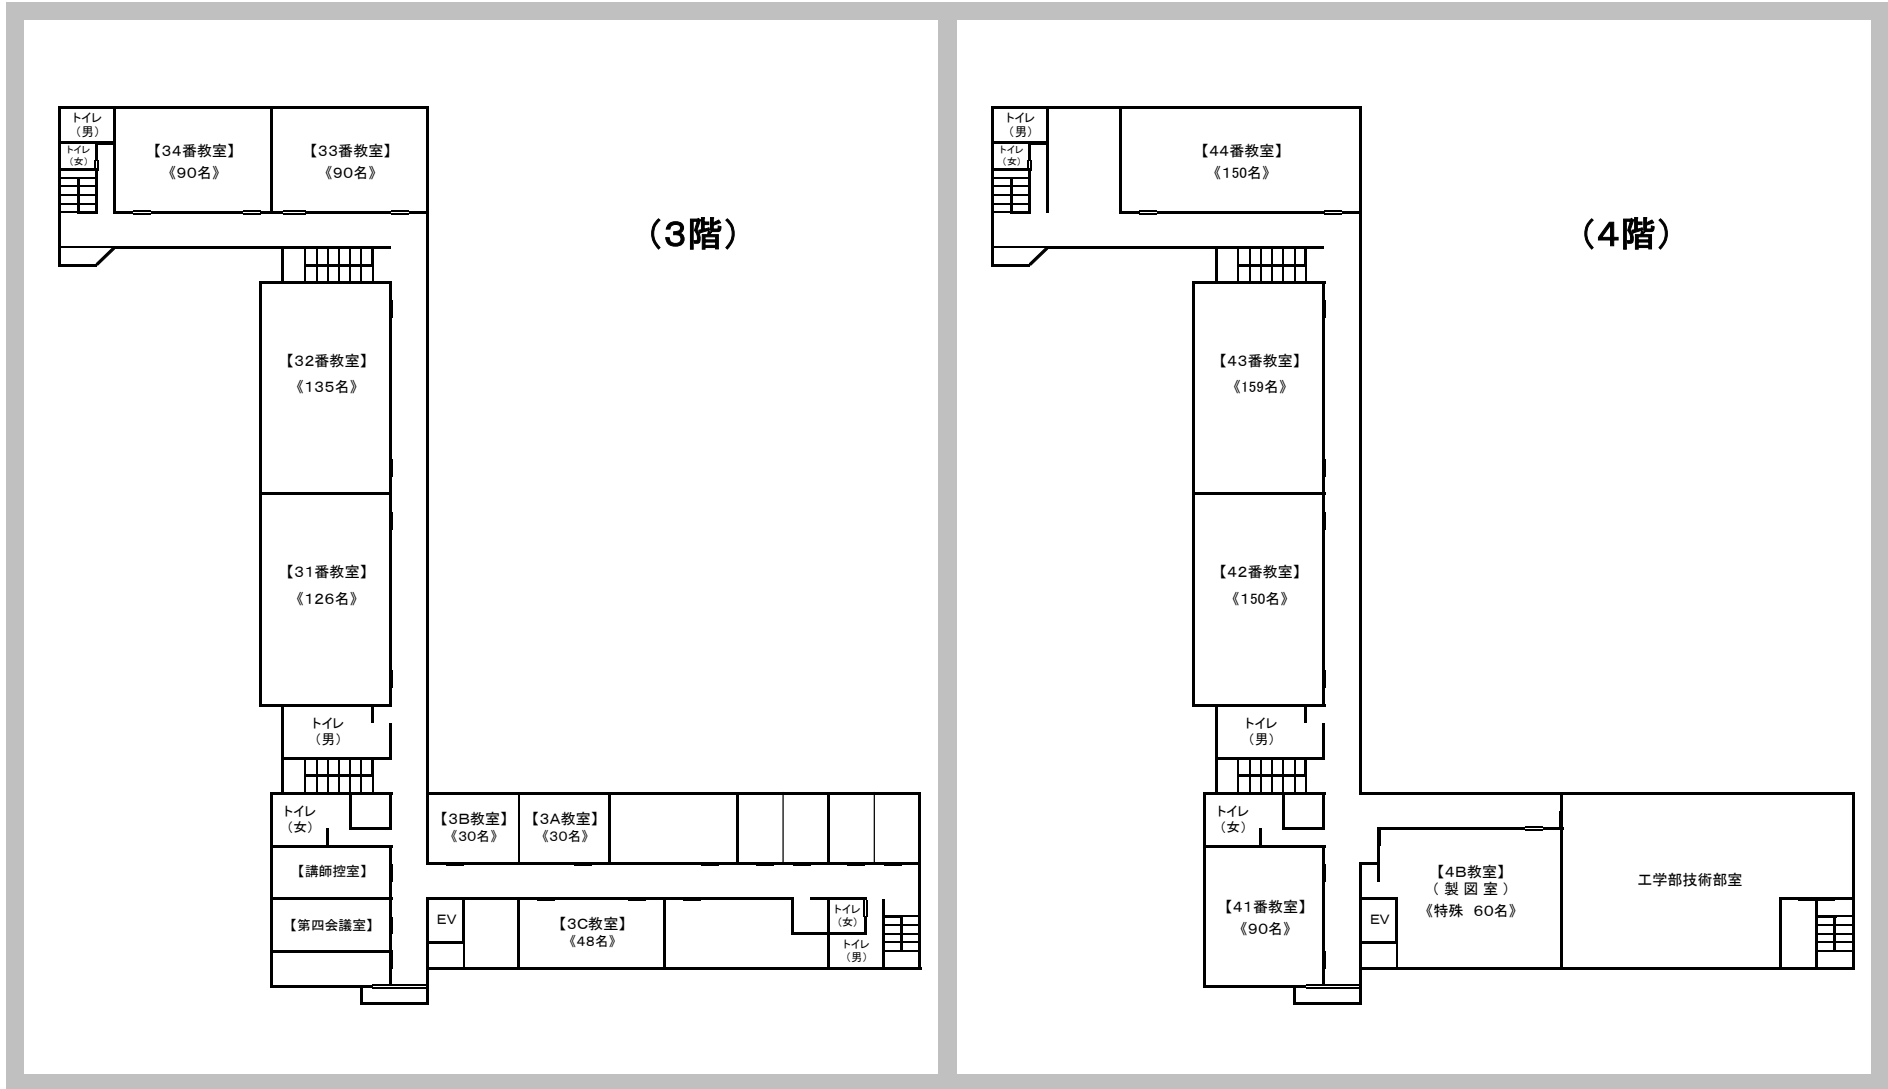 トイレ
（男）
トイレ
（女）
【34番教室】
《90名》
【33番教室】
《90名》
（3階）
【32番教室】
《135名》
【31番教室】
《126名》
トイレ
（男）
トイレ
（女）
【講師控室】
【第四会議室】
【3B教室】
《30名》
【3A教室】
《30名》
EV
【3C教室】
《48名》
トイレ
（女）
トイレ
（男）
トイレ
（男）
トイレ
（女）
【44番教室】
《150名》
（4階）
【43番教室】
《159名》
【42番教室】
《150名》
トイレ
（男）
トイレ
（女）
【41番教室】
《90名》
EV
【4B教室】
（ 製 図 室 ）
《特殊　60名》
工学部技術部室